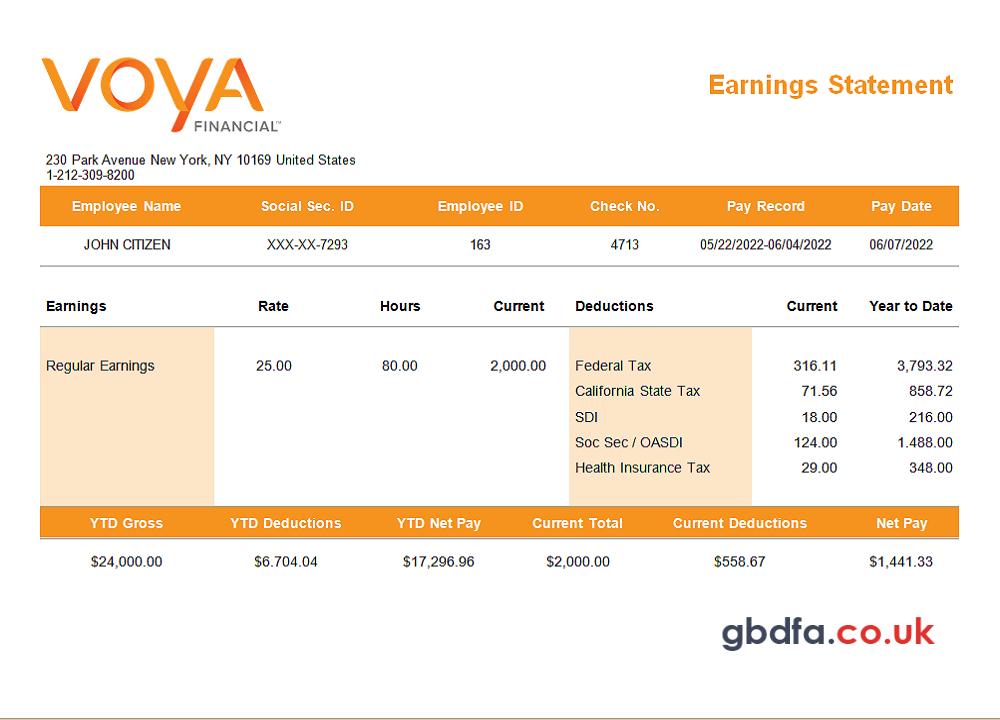 VOYA
FINANCIAL™
Earnings Statement
230 Park Avenue New York, NY 10169 United States
1-212-309-8200
Employee Name Social Sec. ID Employee ID Check No. Pay Record Pay Date
JOHN CITIZEN XXX-XX-7293 163 4713 05/22/2022-06/04/2022 06/07/2022
Earnings Rate Hours Current Deductions Current Year to Date
Regular Earnings 25.00 80.00 2,000.00 Federal Tax 316.11 3,793.32
California State Tax 71.56 858.72
SDI 18.00 216.00
Soc Sec / OASDI 124.00 1.488.00
Health Insurance Tax 29.00 348.00
YTD Gross YTD Deductions YTD Net Pay Current Total Current Deductions Net Pay
$24,000.00 $6.704.04 $17,296.96 $2,000.00 $558.67 $1,441.33
gbdfa.co.uk